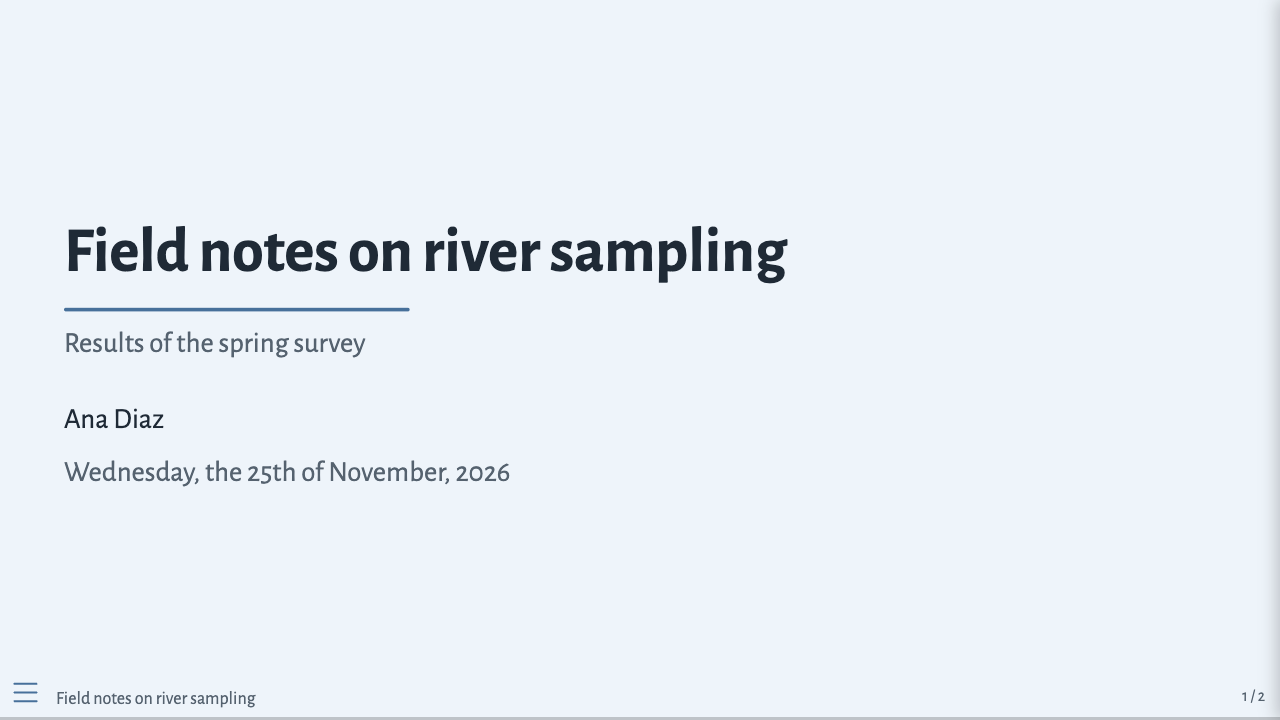 Field notes on river sampling
Results of the spring survey
Ana Diaz
Wednesday, the 25th of November, 2026
Field notes on river sampling
1 / 2